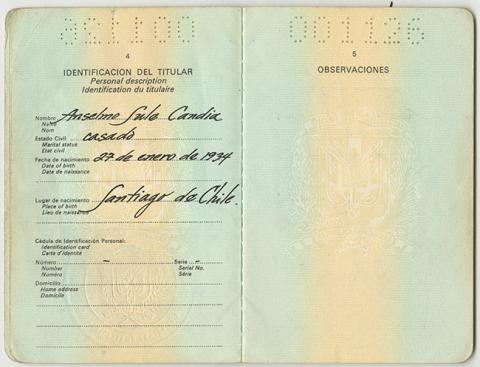 001126
4
IDENTIFICACION DEL TITULAR
Personal description
Identification du titulaire
Nombre Anselmo Sule Candia
Name
Nom
Estado Civil casado
Marital status
Etat civil
Fecha de nacimiento 27 de enero de 1934
Date of birth
Date de naissance
Lugar de nacimiento Santiago de Chile.
Place of birth
Lieu de naissance
Cédula de Identificación Personal:
Identification card
Carte d'identité
Número – Serie –
Number Serial No.
Numéro Série
Domicilio
Home address
Domicile
001126
5
OBSERVACIONES